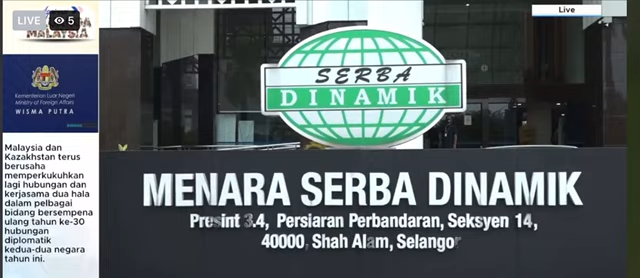 LIVE 5
MALAYSIA
Live
Kementerian Luar Negeri
Ministry of Foreign Affairs
WISMA PUTRA
Malaysia dan
Kazakhstan terus
berusaha
memperkukuhkan
lagi hubungan dan
kerjasama dua hala
dalam pelbagai
bidang bersempena
ulang tahun ke-30
hubungan
diplomatik
kedua-dua negara
tahun ini.
SERBA
DINAMIK
MENARA SERBA DINAMIK
Presint 3.4, Persiaran Perbandaran, Seksyen 14,
40000, Shah Alam, Selangor